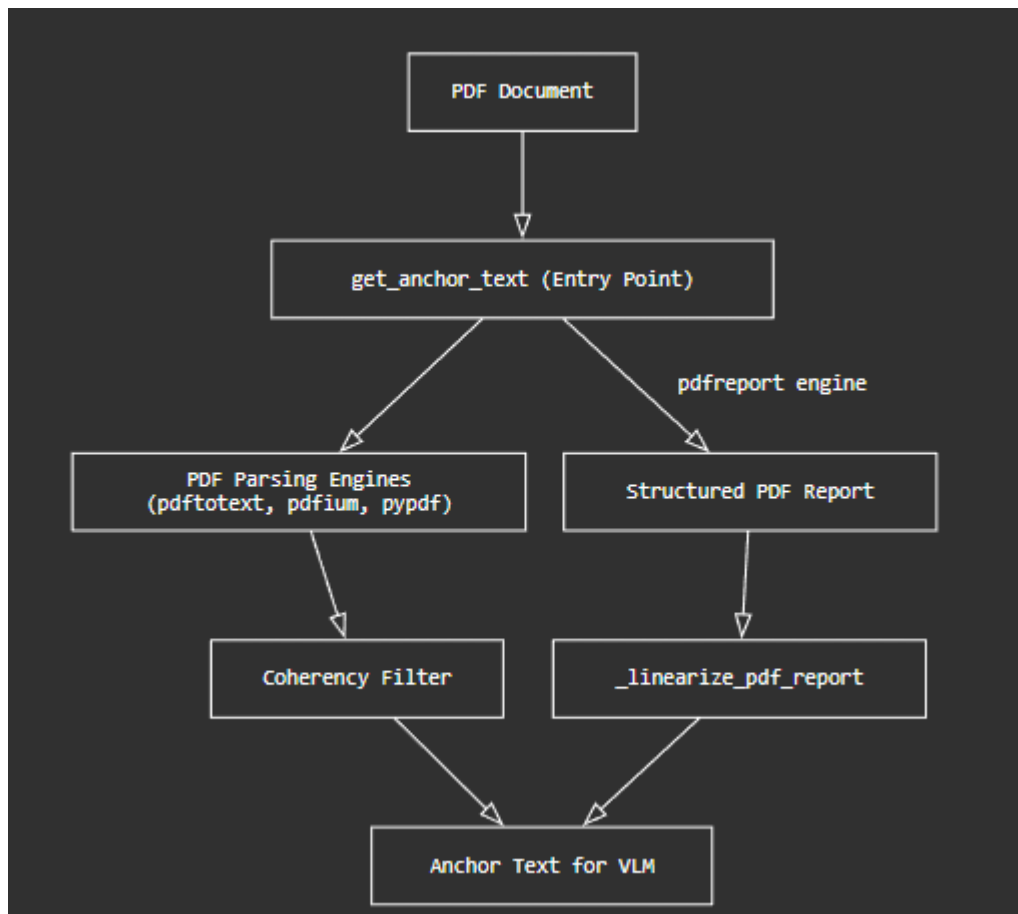 PDF Document
get_anchor_text (Entry Point)
pdfreport engine
PDF Parsing Engines
(pdftotext, pdfium, pypdf)
Structured PDF Report
Coherency Filter
_linearize_pdf_report
Anchor Text for VLM